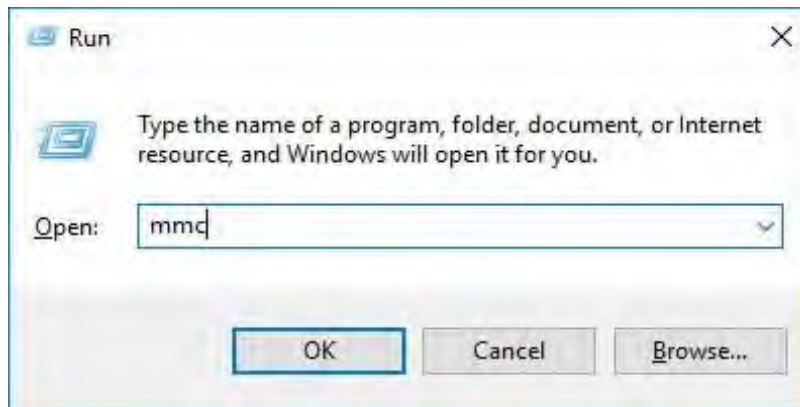 Run
Type the name of a program, folder, document, or Internet
resource, and Windows will open it for you.
Open: mmc
OK Cancel Browse...